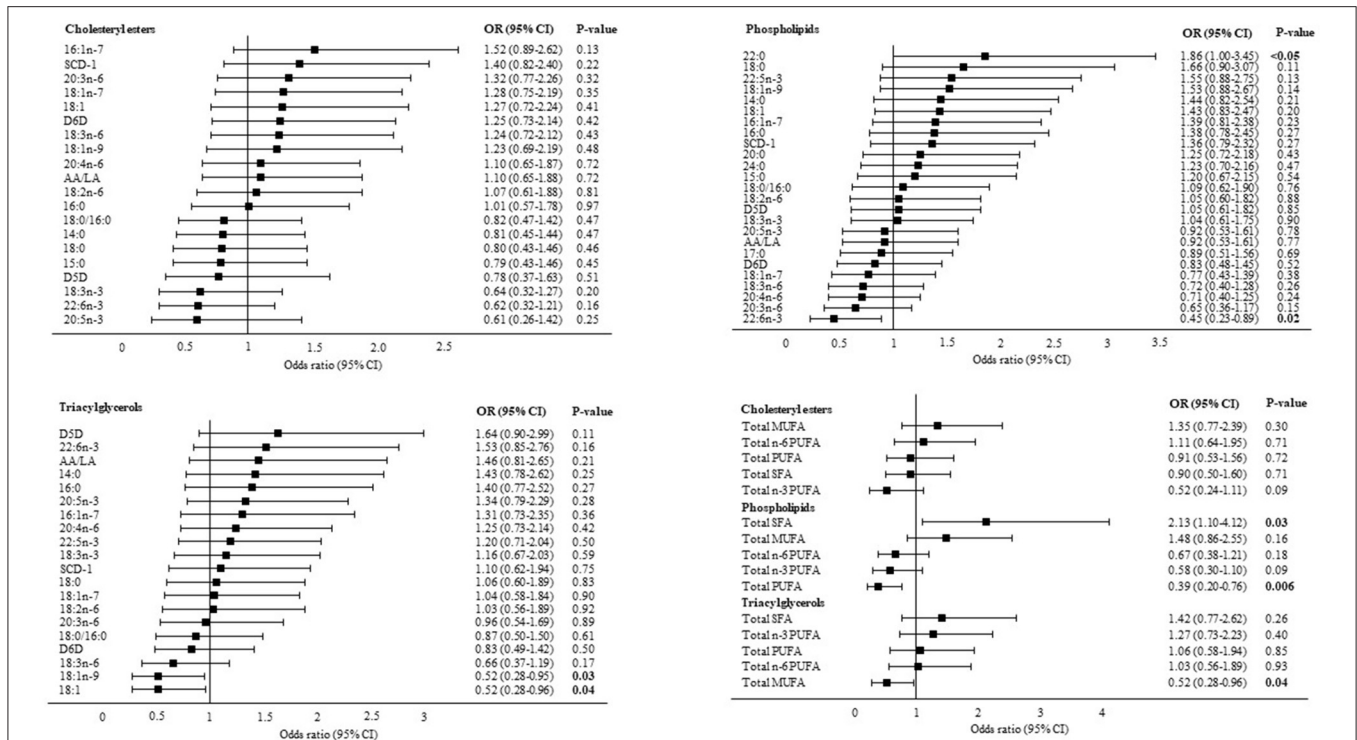 Cholesteryl esters OR (95% CI) P-value
16:1n-7 1.52 (0.89-2.62) 0.13
SCD-1 1.40 (0.82-2.40) 0.22
20:3n-6 1.32 (0.77-2.26) 0.32
18:1n-7 1.28 (0.75-2.19) 0.35
18:1 1.27 (0.72-2.24) 0.41
D6D 1.25 (0.73-2.14) 0.42
18:3n-6 1.24 (0.72-2.12) 0.43
18:1n-9 1.23 (0.69-2.19) 0.48
20:4n-6 1.10 (0.65-1.87) 0.72
AA/LA 1.10 (0.65-1.88) 0.72
18:2n-6 1.07 (0.61-1.88) 0.81
16:0 1.01 (0.57-1.78) 0.97
18:0/16:0 0.82 (0.47-1.42) 0.47
14:0 0.81 (0.45-1.44) 0.47
18:0 0.80 (0.43-1.46) 0.46
15:0 0.79 (0.43-1.46) 0.45
D5D 0.78 (0.37-1.63) 0.51
18:3n-3 0.64 (0.32-1.27) 0.20
22:6n-3 0.62 (0.32-1.21) 0.16
20:5n-3 0.61 (0.26-1.42) 0.25
0 0.5 1 1.5 2.0 2.5
Odds ratio (95% CI)
Phospholipids OR (95% CI) P-value
22:0 1.86 (1.00-3.45) <0.05
18:0 1.66 (0.90-3.07) 0.11
22:5n-3 1.55 (0.88-2.75) 0.13
18:1n-9 1.53 (0.88-2.67) 0.14
14:0 1.44 (0.82-2.54) 0.21
18:1 1.43 (0.83-2.47) 0.20
16:1n-7 1.39 (0.81-2.38) 0.23
16:0 1.38 (0.78-2.45) 0.27
SCD-1 1.36 (0.79-2.32) 0.27
20:0 1.25 (0.72-2.18) 0.43
24:0 1.23 (0.70-2.16) 0.47
15:0 1.20 (0.67-2.15) 0.54
18:0/16:0 1.09 (0.62-1.90) 0.76
18:2n-6 1.05 (0.60-1.82) 0.88
D5D 1.05 (0.61-1.82) 0.85
18:3n-3 1.04 (0.61-1.75) 0.90
20:5n-3 0.92 (0.53-1.61) 0.78
AA/LA 0.92 (0.53-1.61) 0.77
17:0 0.89 (0.51-1.56) 0.69
D6D 0.83 (0.48-1.45) 0.52
18:1n-7 0.77 (0.43-1.39) 0.38
18:3n-6 0.72 (0.40-1.28) 0.26
20:4n-6 0.71 (0.40-1.25) 0.24
20:3n-6 0.65 (0.36-1.17) 0.15
22:6n-3 0.45 (0.23-0.89) 0.02
0 0.5 1 1.5 2 2.5 3 3.5
Odds ratio (95% CI)
Triacylglycerols OR (95% CI) P-value
D5D 1.64 (0.90-2.99) 0.11
22:6n-3 1.53 (0.85-2.76) 0.16
AA/LA 1.46 (0.81-2.65) 0.21
14:0 1.43 (0.78-2.62) 0.25
16:0 1.40 (0.77-2.52) 0.27
20:5n-3 1.34 (0.79-2.29) 0.28
16:1n-7 1.31 (0.73-2.35) 0.36
20:4n-6 1.25 (0.73-2.14) 0.42
22:5n-3 1.20 (0.71-2.04) 0.50
18:3n-3 1.16 (0.67-2.03) 0.59
SCD-1 1.10 (0.62-1.94) 0.75
18:0 1.06 (0.60-1.89) 0.83
18:1n-7 1.04 (0.58-1.84) 0.90
18:2n-6 1.03 (0.56-1.89) 0.92
20:3n-6 0.96 (0.54-1.69) 0.89
18:0/16:0 0.87 (0.50-1.50) 0.61
D6D 0.83 (0.49-1.42) 0.50
18:3n-6 0.66 (0.37-1.19) 0.17
18:1n-9 0.52 (0.28-0.95) 0.03
18:1 0.52 (0.28-0.96) 0.04
0 0.5 1 1.5 2 2.5 3
Odds ratio (95% CI)
OR (95% CI) P-value
Cholesteryl esters
Total MUFA 1.35 (0.77-2.39) 0.30
Total n-6 PUFA 1.11 (0.64-1.95) 0.71
Total PUFA 0.91 (0.53-1.56) 0.72
Total SFA 0.90 (0.50-1.60) 0.71
Total n-3 PUFA 0.52 (0.24-1.11) 0.09
Phospholipids
Total SFA 2.13 (1.10-4.12) 0.03
Total MUFA 1.48 (0.86-2.55) 0.16
Total n-6 PUFA 0.67 (0.38-1.21) 0.18
Total n-3 PUFA 0.58 (0.30-1.10) 0.09
Total PUFA 0.39 (0.20-0.76) 0.006
Triacylglycerols
Total SFA 1.42 (0.77-2.62) 0.26
Total n-3 PUFA 1.27 (0.73-2.23) 0.40
Total PUFA 1.06 (0.58-1.94) 0.85
Total n-6 PUFA 1.03 (0.56-1.89) 0.93
Total MUFA 0.52 (0.28-0.96) 0.04
0 1 2 3 4
Odds ratio (95% CI)